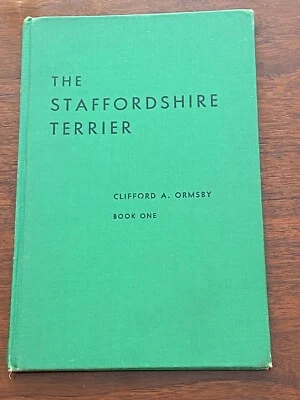 THE
STAFFORDSHIRE
TERRIER
CLIFFORD A. ORMSBY
BOOK ONE